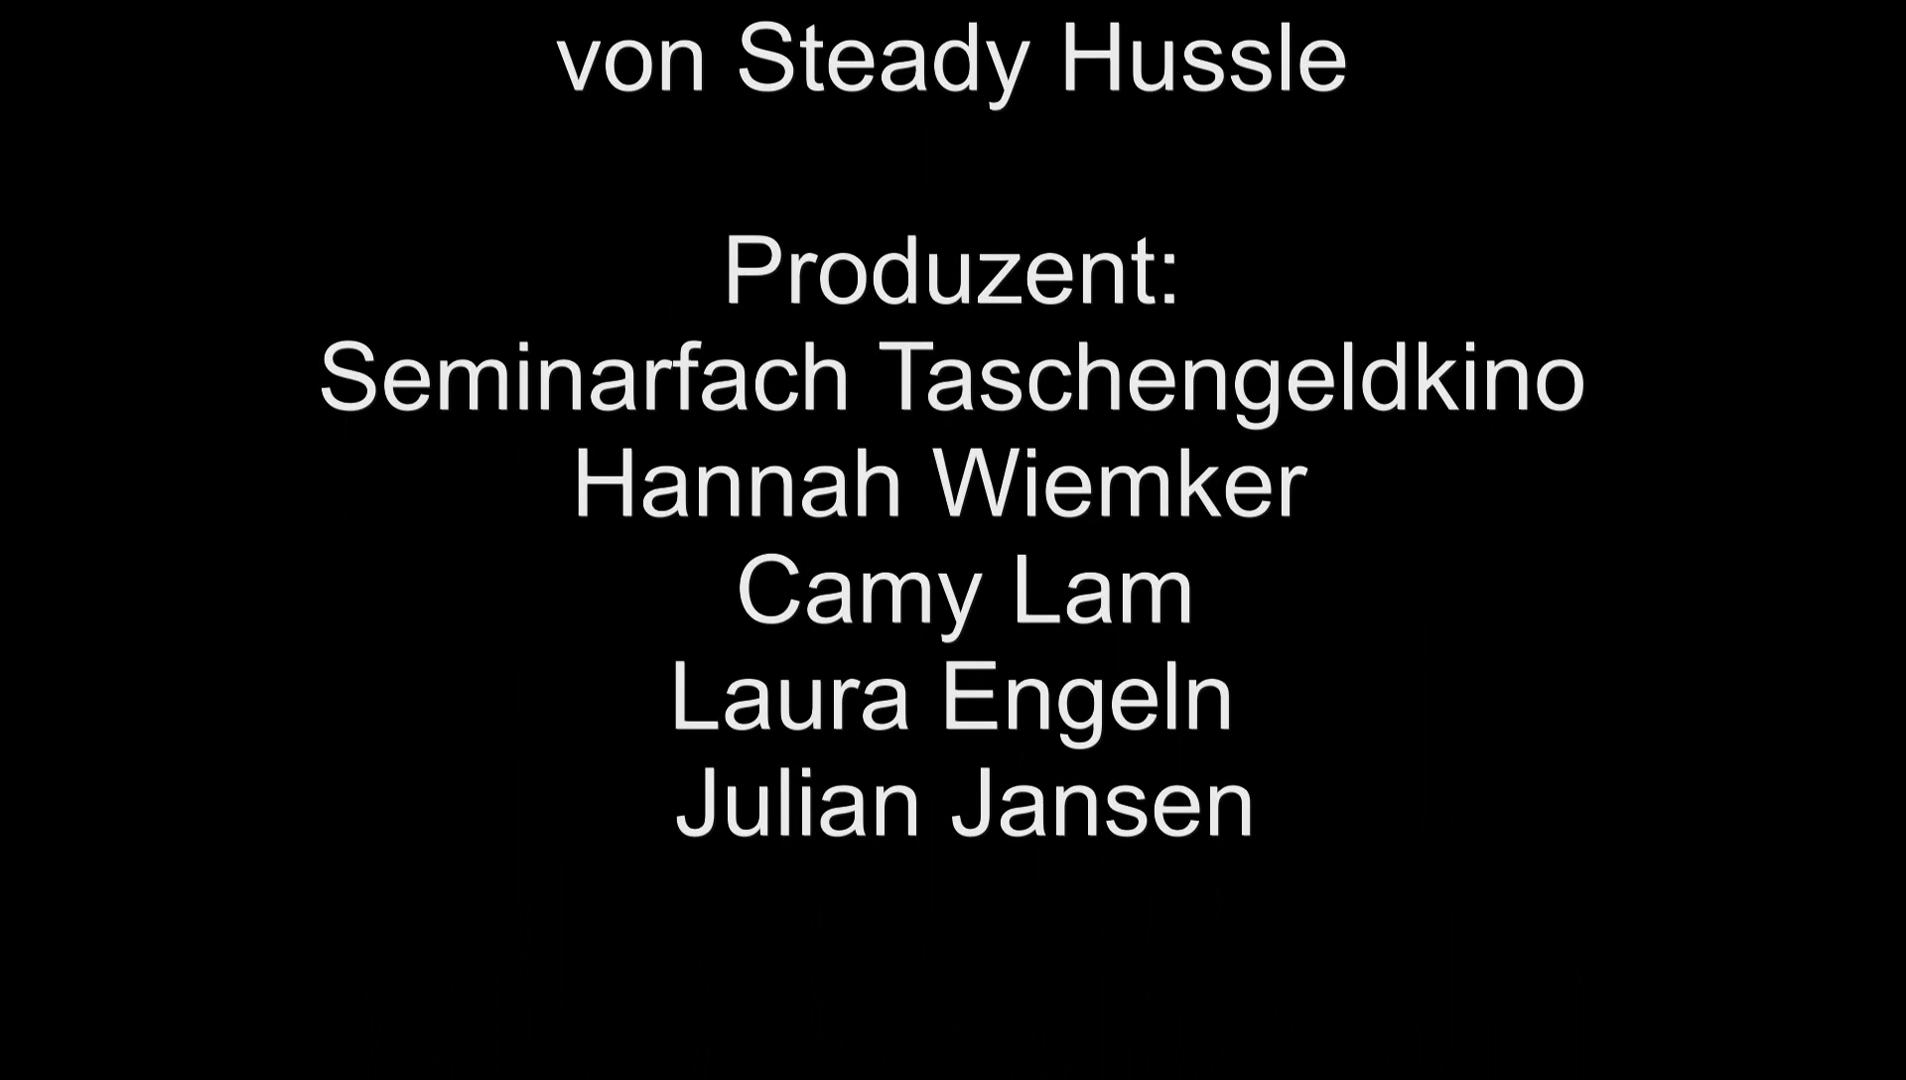 von Steady Hussle
Produzent:
Seminarfach Taschengeldkino
Hannah Wiemker
Camy Lam
Laura Engeln
Julian Jansen